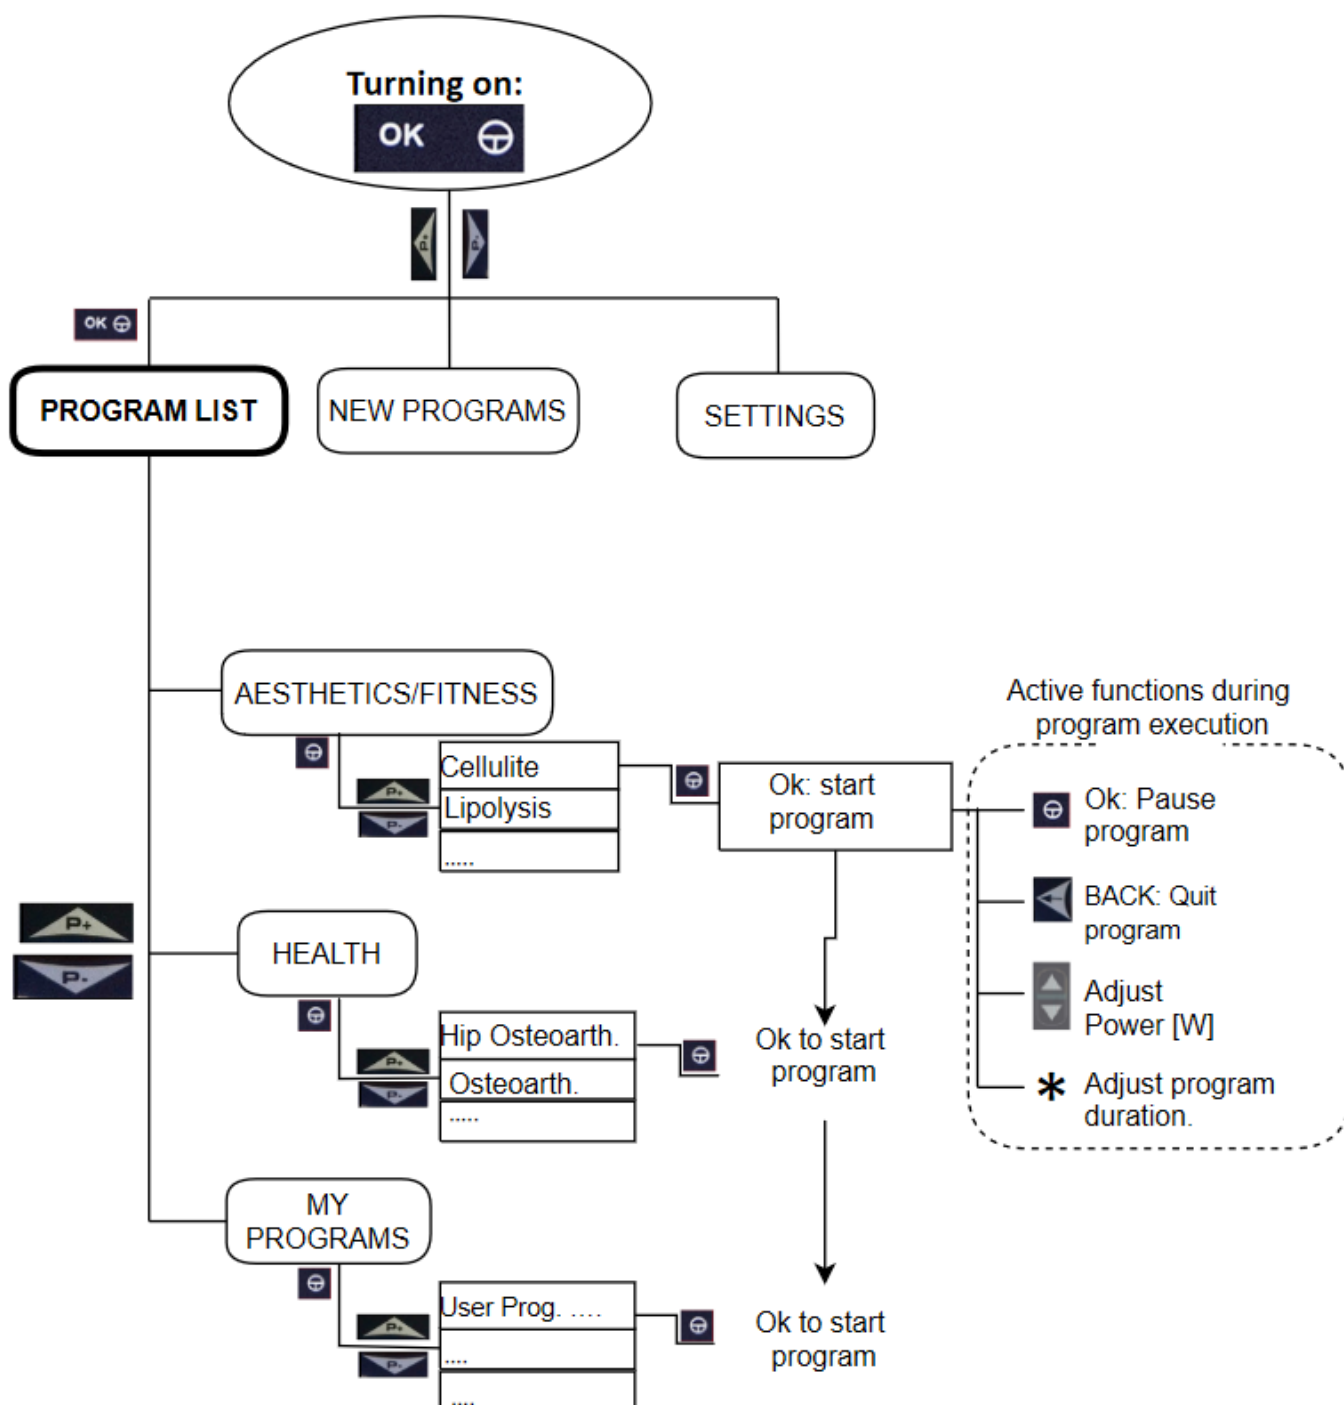 Turning on:
OK
P+
P-
OK
PROGRAM LIST
NEW PROGRAMS
SETTINGS
AESTHETICS/FITNESS
Cellulite
P+
P-
Lipolysis
.....
Ok: start
program
Active functions during
program execution
Ok: Pause
program
BACK: Quit
program
Adjust
Power [W]
* Adjust program
duration.
P+
P-
HEALTH
Hip Osteoarth.
P+
P-
Osteoarth.
.....
Ok to start
program
MY
PROGRAMS
User Prog. ....
P+
P-
....
....
Ok to start
program